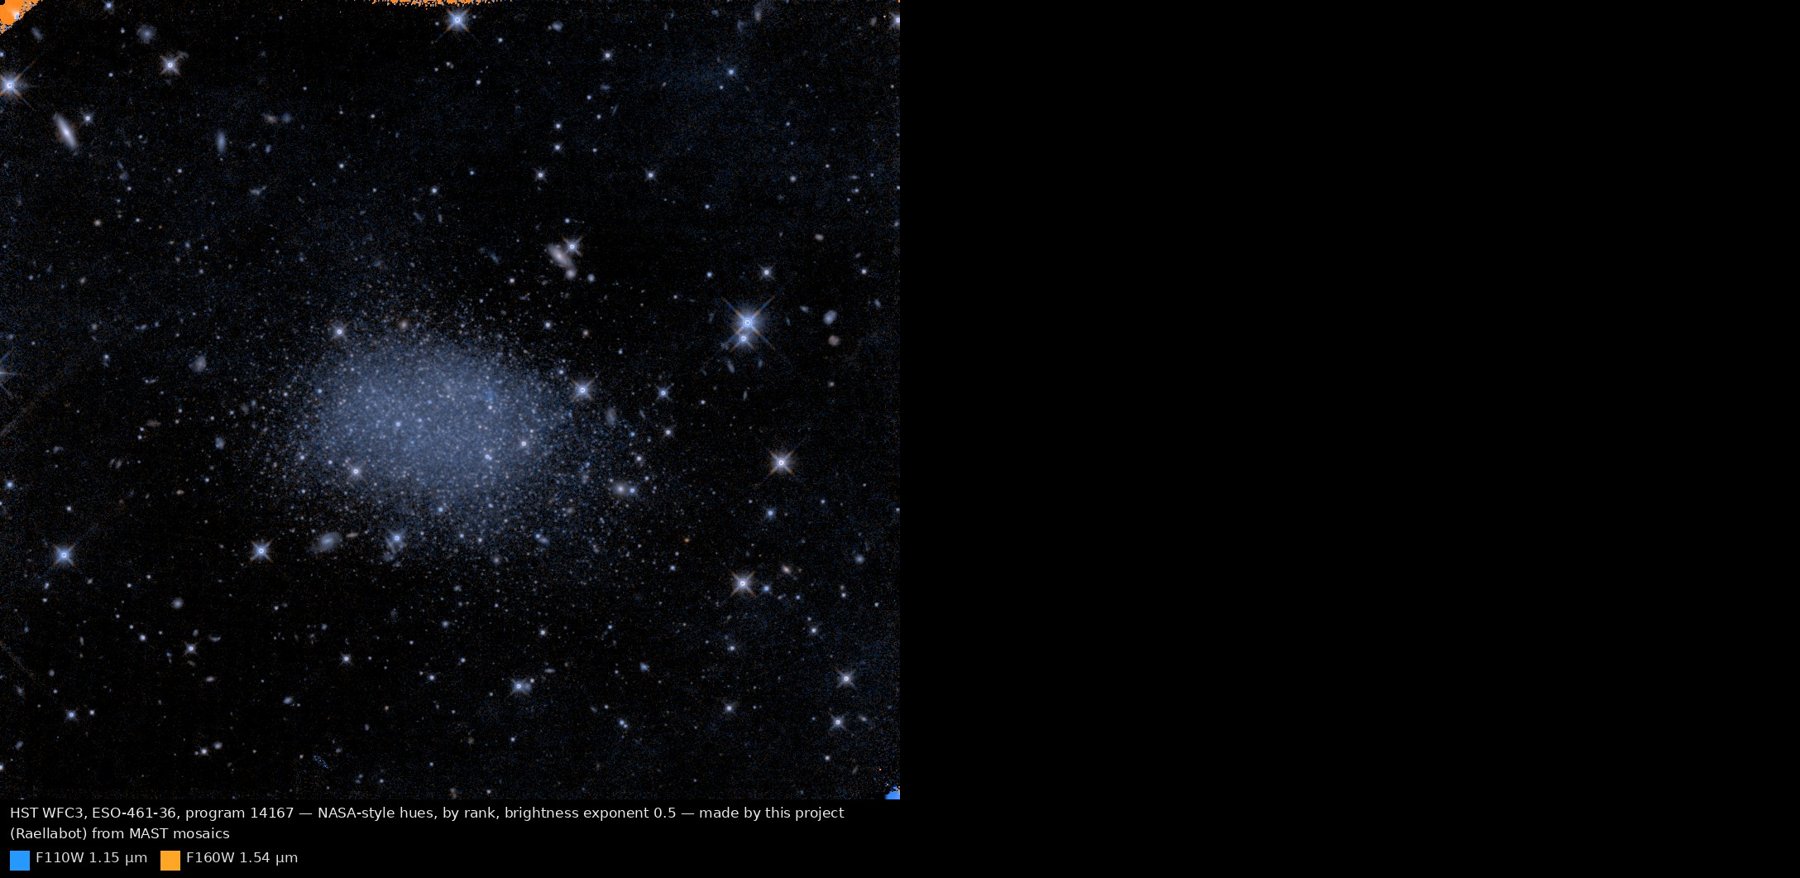 HST WFC3, ESO-461-36, program 14167 — NASA-style hues, by rank, brightness exponent 0.5 — made by this project
(Raellabot) from MAST mosaics
F110W 1.15 µm F160W 1.54 µm